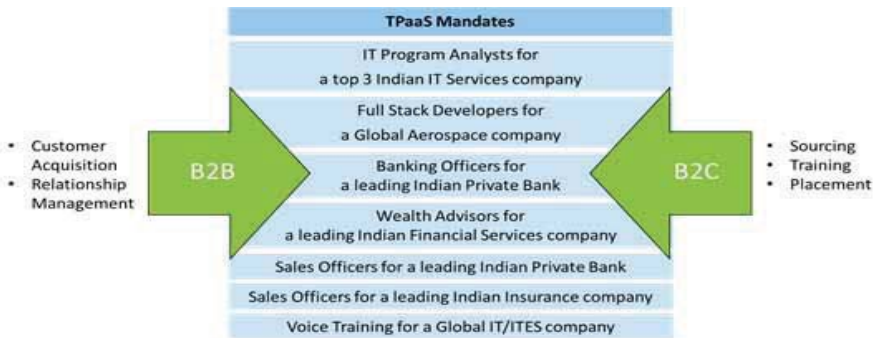 TPaaS Mandates
IT Program Analysts for
a top 3 Indian IT Services company
Full Stack Developers for
a Global Aerospace company
Banking Officers for
a leading Indian Private Bank
Wealth Advisors for
a leading Indian Financial Services company
Sales Officers for a leading Indian Private Bank
Sales Officers for a leading Indian Insurance company
Voice Training for a Global IT/ITES company
• Customer
Acquisition
• Relationship
Management
B2B
B2C
• Sourcing
• Training
• Placement